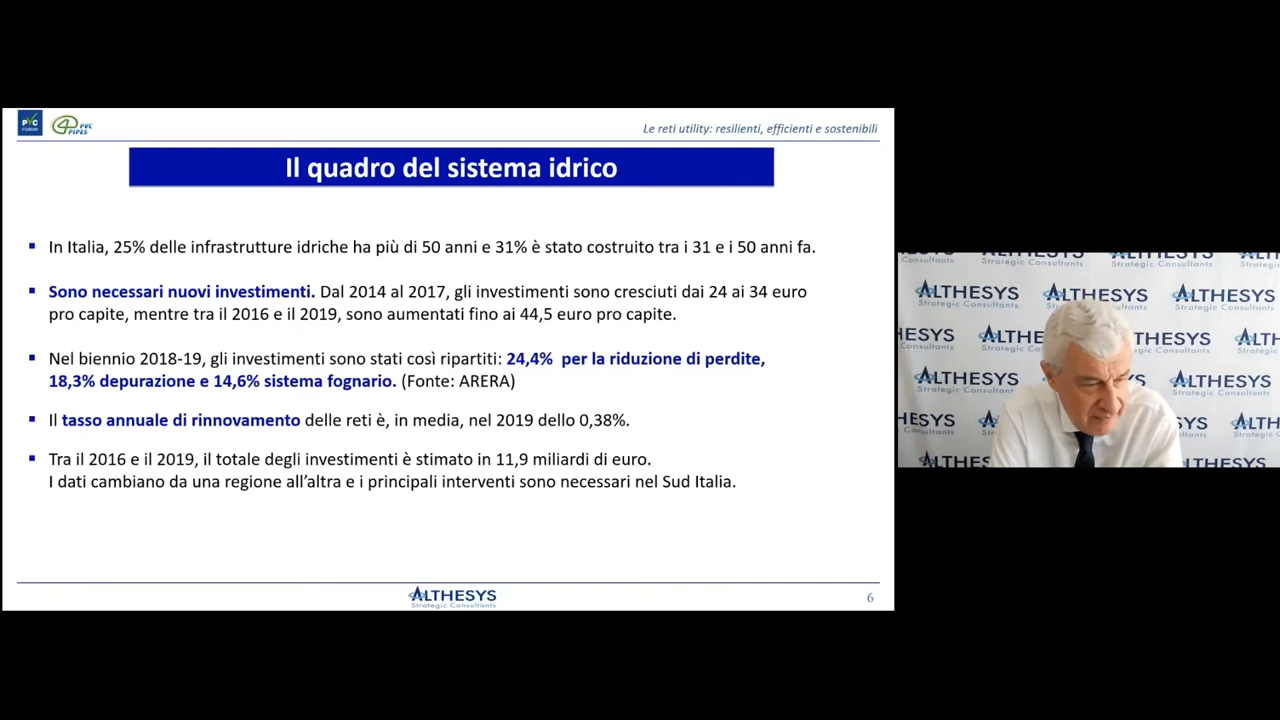 PVC
FORUM
PVC
PIPES
Le reti utility: resilienti, efficienti e sostenibili
Il quadro del sistema idrico
In Italia, 25% delle infrastrutture idriche ha più di 50 anni e 31% è stato costruito tra i 31 e i 50 anni fa.
Sono necessari nuovi investimenti. Dal 2014 al 2017, gli investimenti sono cresciuti dai 24 ai 34 euro
pro capite, mentre tra il 2016 e il 2019, sono aumentati fino ai 44,5 euro pro capite.
Nel biennio 2018-19, gli investimenti sono stati così ripartiti: 24,4% per la riduzione di perdite,
18,3% depurazione e 14,6% sistema fognario. (Fonte: ARERA)
Il tasso annuale di rinnovamento delle reti è, in media, nel 2019 dello 0,38%.
Tra il 2016 e il 2019, il totale degli investimenti è stimato in 11,9 miliardi di euro.
I dati cambiano da una regione all’altra e i principali interventi sono necessari nel Sud Italia.
ALTHESYS
Strategic Consultants
6
ALTHESYS
Strategic Consultants